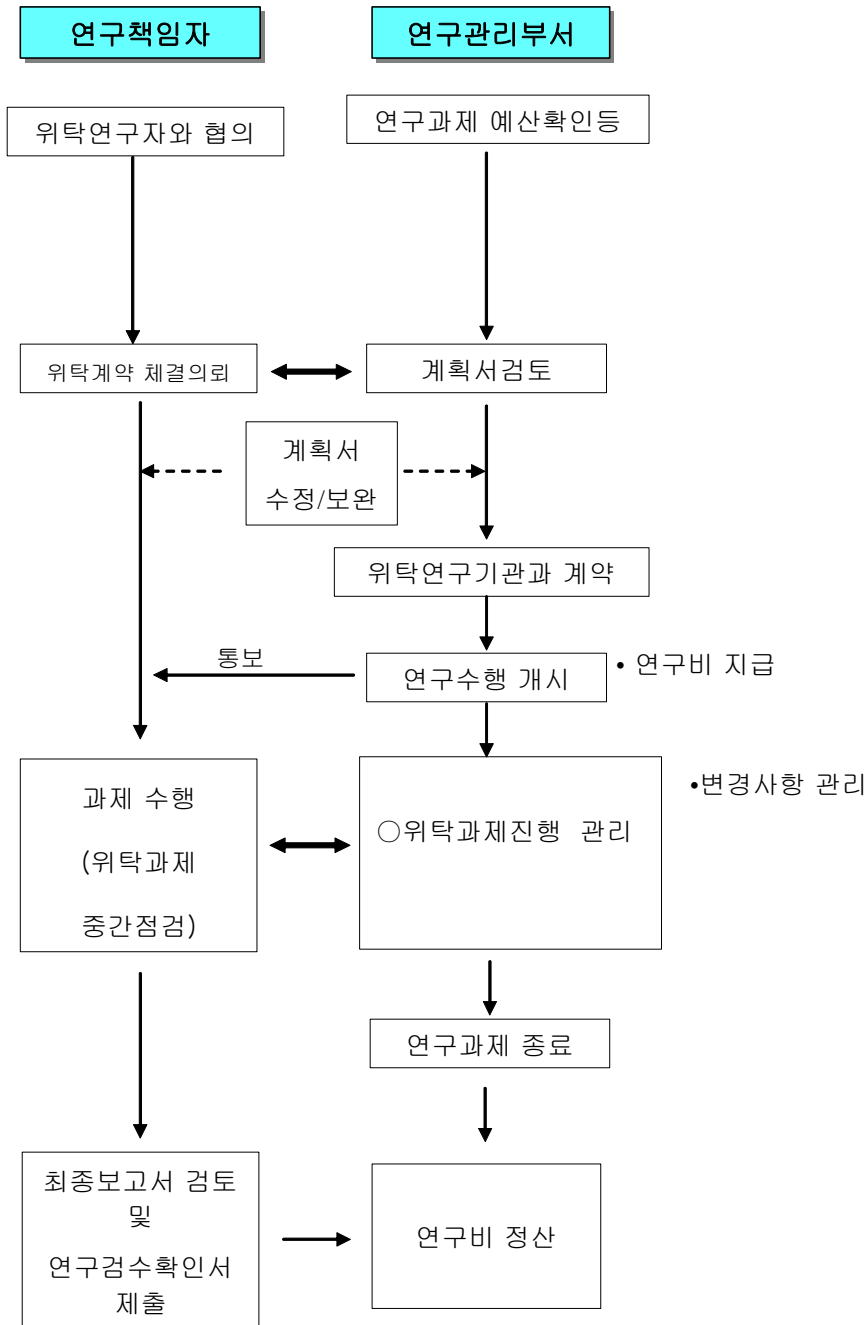 연구책임자
연구관리부서
위탁연구자와 협의
연구과제 예산확인등
위탁계약 체결의뢰
계획서검토
계획서
수정/보완
위탁연구기관과 계약
통보
연구수행 개시
• 연구비 지급
과제 수행
(위탁과제
중간점검)
○위탁과제진행 관리
•변경사항 관리
연구과제 종료
최종보고서 검토
및
연구검수확인서
제출
연구비 정산